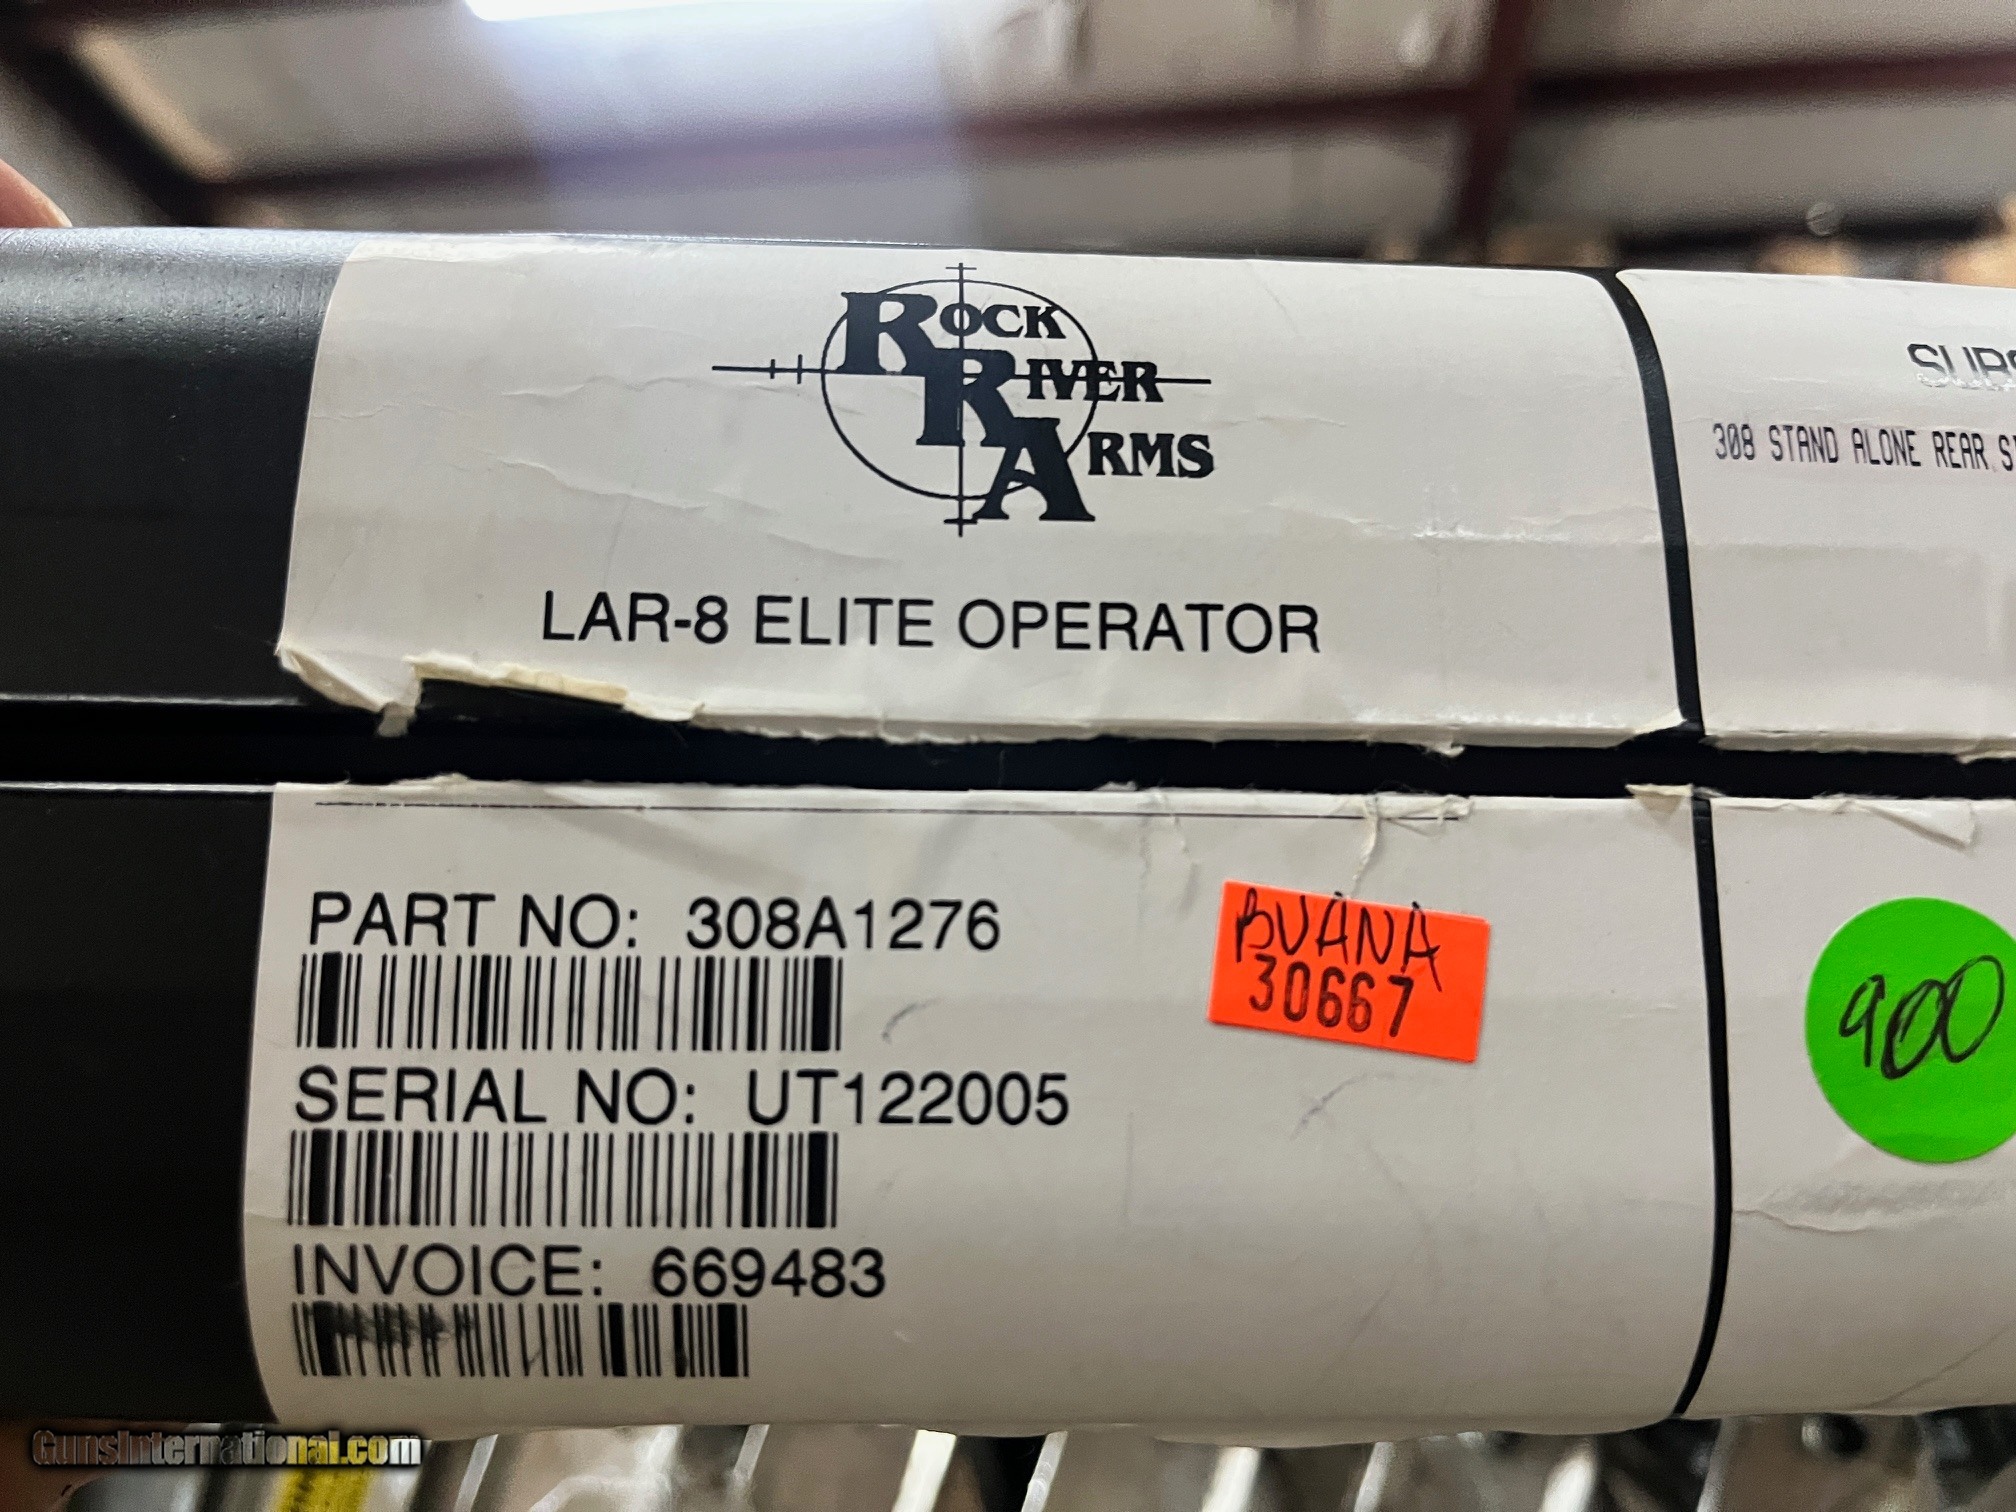 ROCK
RIVER
ARMS
LAR-8 ELITE OPERATOR
308 STAND ALONE REAR
PART NO: 308A1276
SERIAL NO: UT122005
INVOICE: 669483
BUANA
30667
900
GunsInternational.com